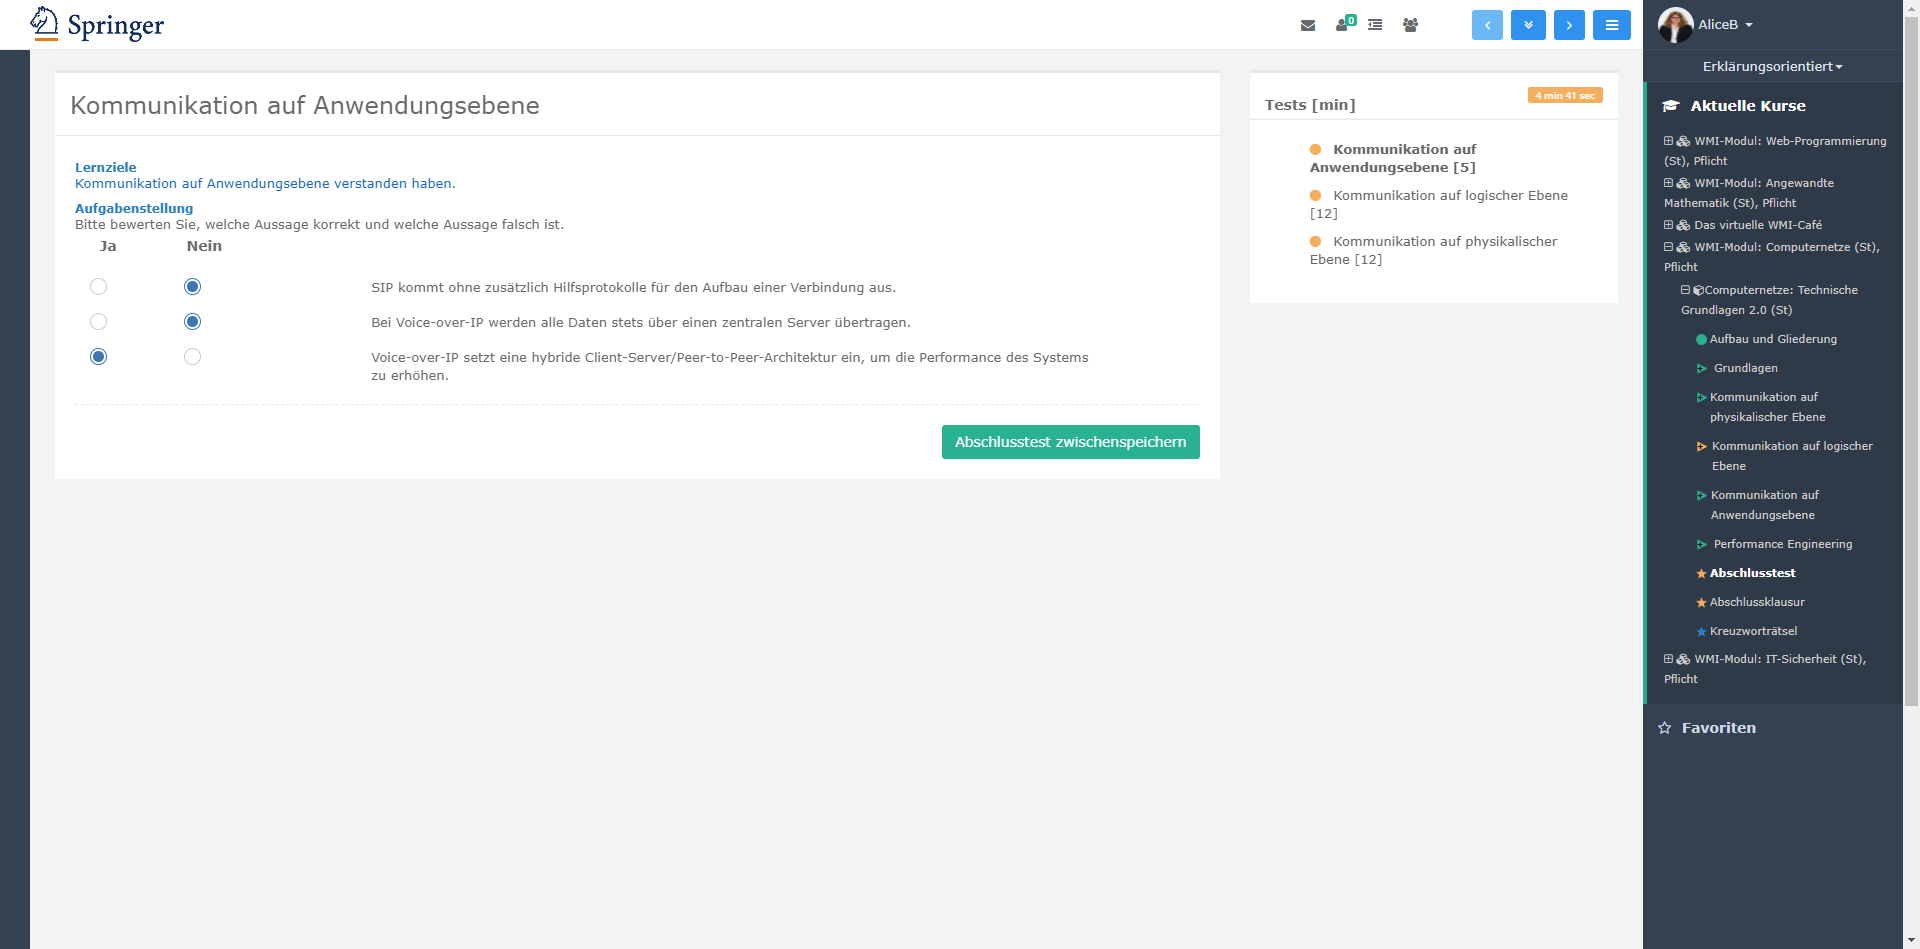 Springer
0
AliceB
Erklärungsorientiert
Kommunikation auf Anwendungsebene
Lernziele
Kommunikation auf Anwendungsebene verstanden haben.
Aufgabenstellung
Bitte bewerten Sie, welche Aussage korrekt und welche Aussage falsch ist.
Ja Nein
SIP kommt ohne zusätzlich Hilfsprotokolle für den Aufbau einer Verbindung aus.
Bei Voice-over-IP werden alle Daten stets über einen zentralen Server übertragen.
Voice-over-IP setzt eine hybride Client-Server/Peer-to-Peer-Architektur ein, um die Performance des Systems
zu erhöhen.
Abschlusstest zwischenspeichern
Tests [min]
4 min 41 sec
Kommunikation auf
Anwendungsebene [5]
Kommunikation auf logischer Ebene
[12]
Kommunikation auf physikalischer
Ebene [12]
Aktuelle Kurse
WMI-Modul: Web-Programmierung
(St), Pflicht
WMI-Modul: Angewandte
Mathematik (St), Pflicht
Das virtuelle WMI-Café
WMI-Modul: Computernetze (St),
Pflicht
Computernetze: Technische
Grundlagen 2.0 (St)
Aufbau und Gliederung
Grundlagen
Kommunikation auf
physikalischer Ebene
Kommunikation auf logischer
Ebene
Kommunikation auf
Anwendungsebene
Performance Engineering
Abschlusstest
Abschlussklausur
Kreuzworträtsel
WMI-Modul: IT-Sicherheit (St),
Pflicht
Favoriten